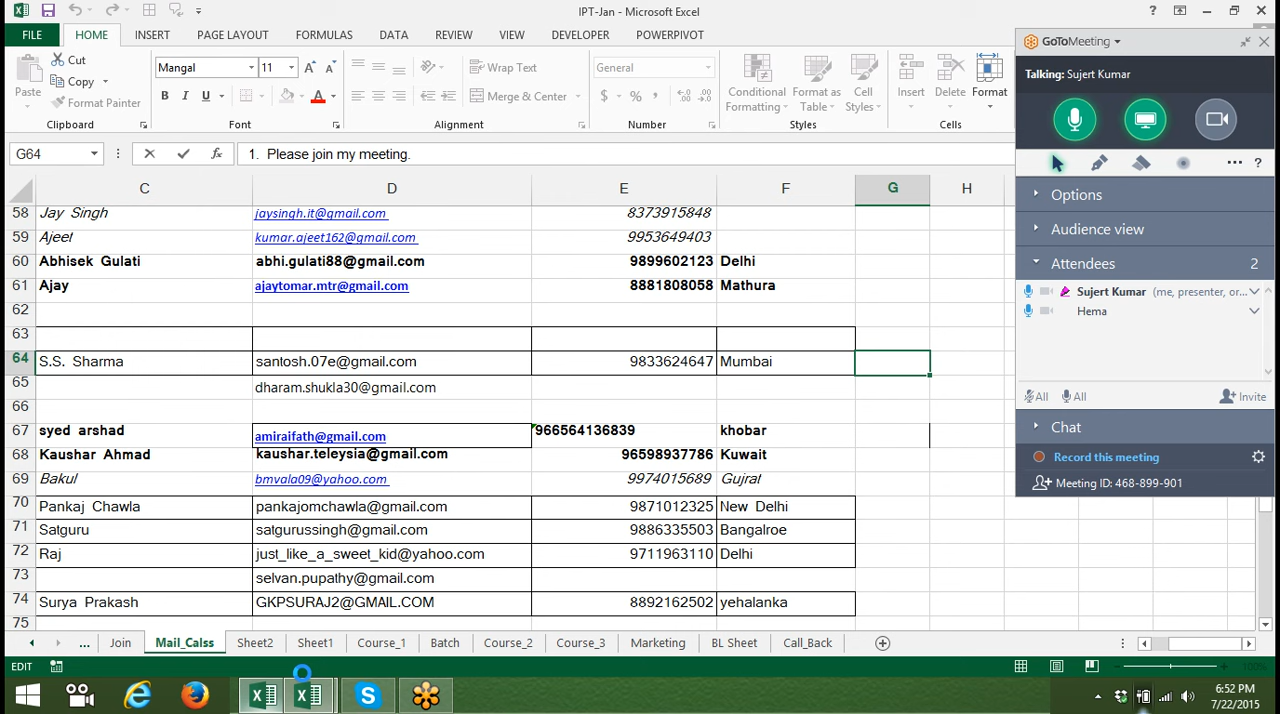 IPT-Jan - Microsoft Excel
FILE HOME INSERT PAGE LAYOUT FORMULAS DATA REVIEW VIEW DEVELOPER POWERPIVOT
Paste Cut Copy Format Painter
Clipboard
Mangal 11
B I U
Font
Wrap Text
Merge & Center
Alignment
General
$ % ,
Number
Conditional Formatting Format as Table Cell Styles
Styles
Insert Delete Format
Cells
G64 1. Please join my meeting.
C D E F G H
58 Jay Singh jaysingh.it@gmail.com 8373915848
59 Ajeet kumar.ajeet162@gmail.com 9953649403
60 Abhisek Gulati abhi.gulati88@gmail.com 9899602123 Delhi
61 Ajay ajaytomar.mtr@gmail.com 8881808058 Mathura
62
63
64 S.S. Sharma santosh.07e@gmail.com 9833624647 Mumbai
65 dharam.shukla30@gmail.com
66
67 syed arshad amiraifath@gmail.com 966564136839 khobar
68 Kaushar Ahmad kaushar.teleysia@gmail.com 96598937786 Kuwait
69 Bakul bmvala09@yahoo.com 9974015689 Gujrat
70 Pankaj Chawla pankajomchawla@gmail.com 9871012325 New Delhi
71 Satguru satgurussingh@gmail.com 9886335503 Bangalroe
72 Raj just_like_a_sweet_kid@yahoo.com 9711963110 Delhi
73 selvan.pupathy@gmail.com
74 Surya Prakash GKPSURAJ2@GMAIL.COM 8892162502 yehalanka
75
... Join Mail_Calss Sheet2 Sheet1 Course_1 Batch Course_2 Course_3 Marketing BL Sheet Call_Back
EDIT 100%
6:52 PM
7/22/2015
GoToMeeting
Talking: Sujert Kumar
... ?
Options
Audience view
Attendees 2
Sujert Kumar (me, presenter, or...
Hema
All All Invite
Chat
Record this meeting
Meeting ID: 468-899-901